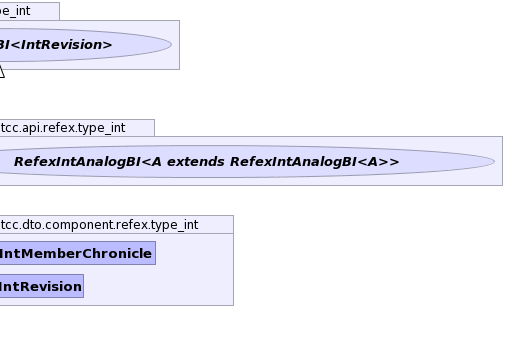 pe_int
BI<IntRevision>
tcc.api.refex.type_int
RefexIntAnalogBI<A extends RefexIntAnalogBI<A>>
tcc.dto.component.refex.type_int
IntMemberChronicle
IntRevision